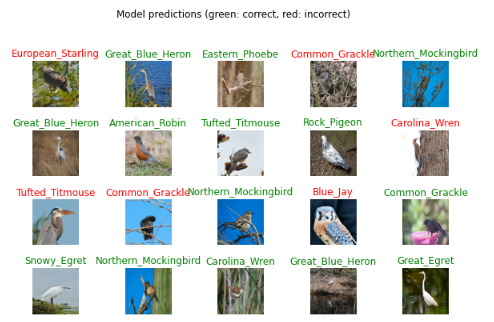 Model predictions (green: correct, red: incorrect)
European_Starling Great_Blue_Heron Eastern_Phoebe Common_Grackle Northern_Mockingbird
Great_Blue_Heron American_Robin Tufted_Titmouse Rock_Pigeon Carolina_Wren
Tufted_Titmouse Common_Grackle Northern_Mockingbird Blue_Jay Common_Grackle
Snowy_Egret Northern_Mockingbird Carolina_Wren Great_Blue_Heron Great_Egret